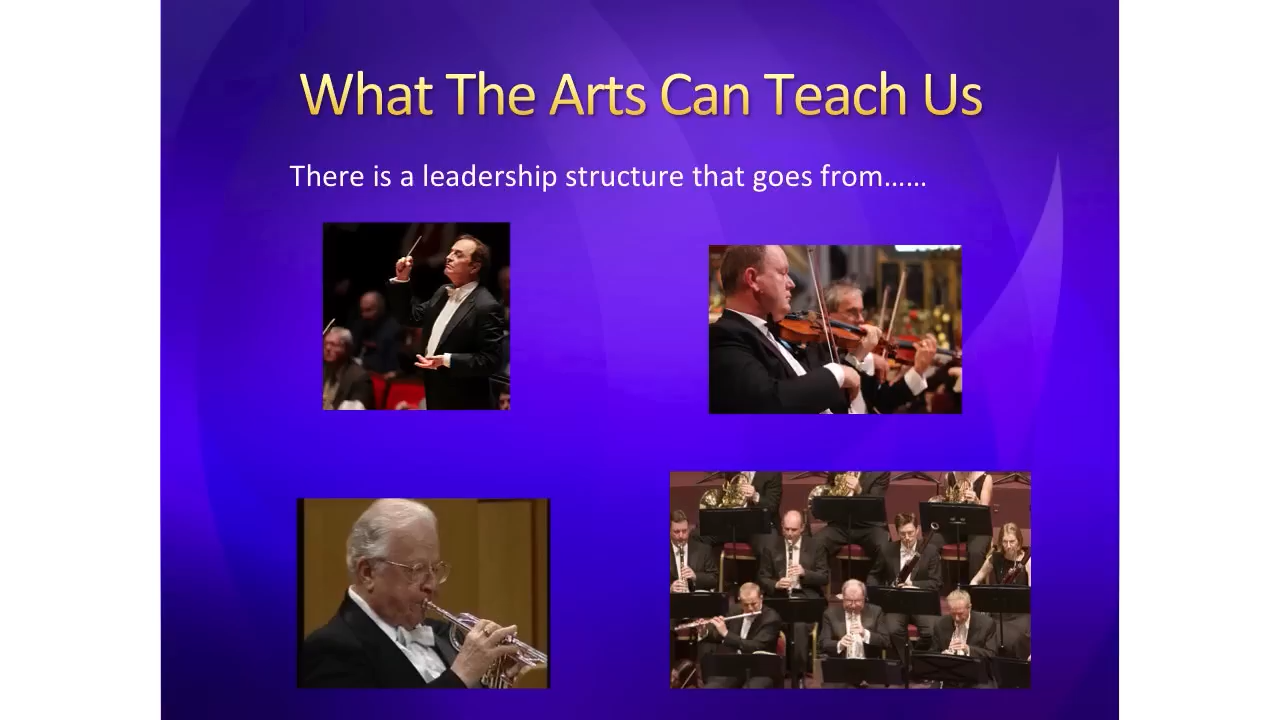 What The Arts Can Teach Us
There is a leadership structure that goes from……